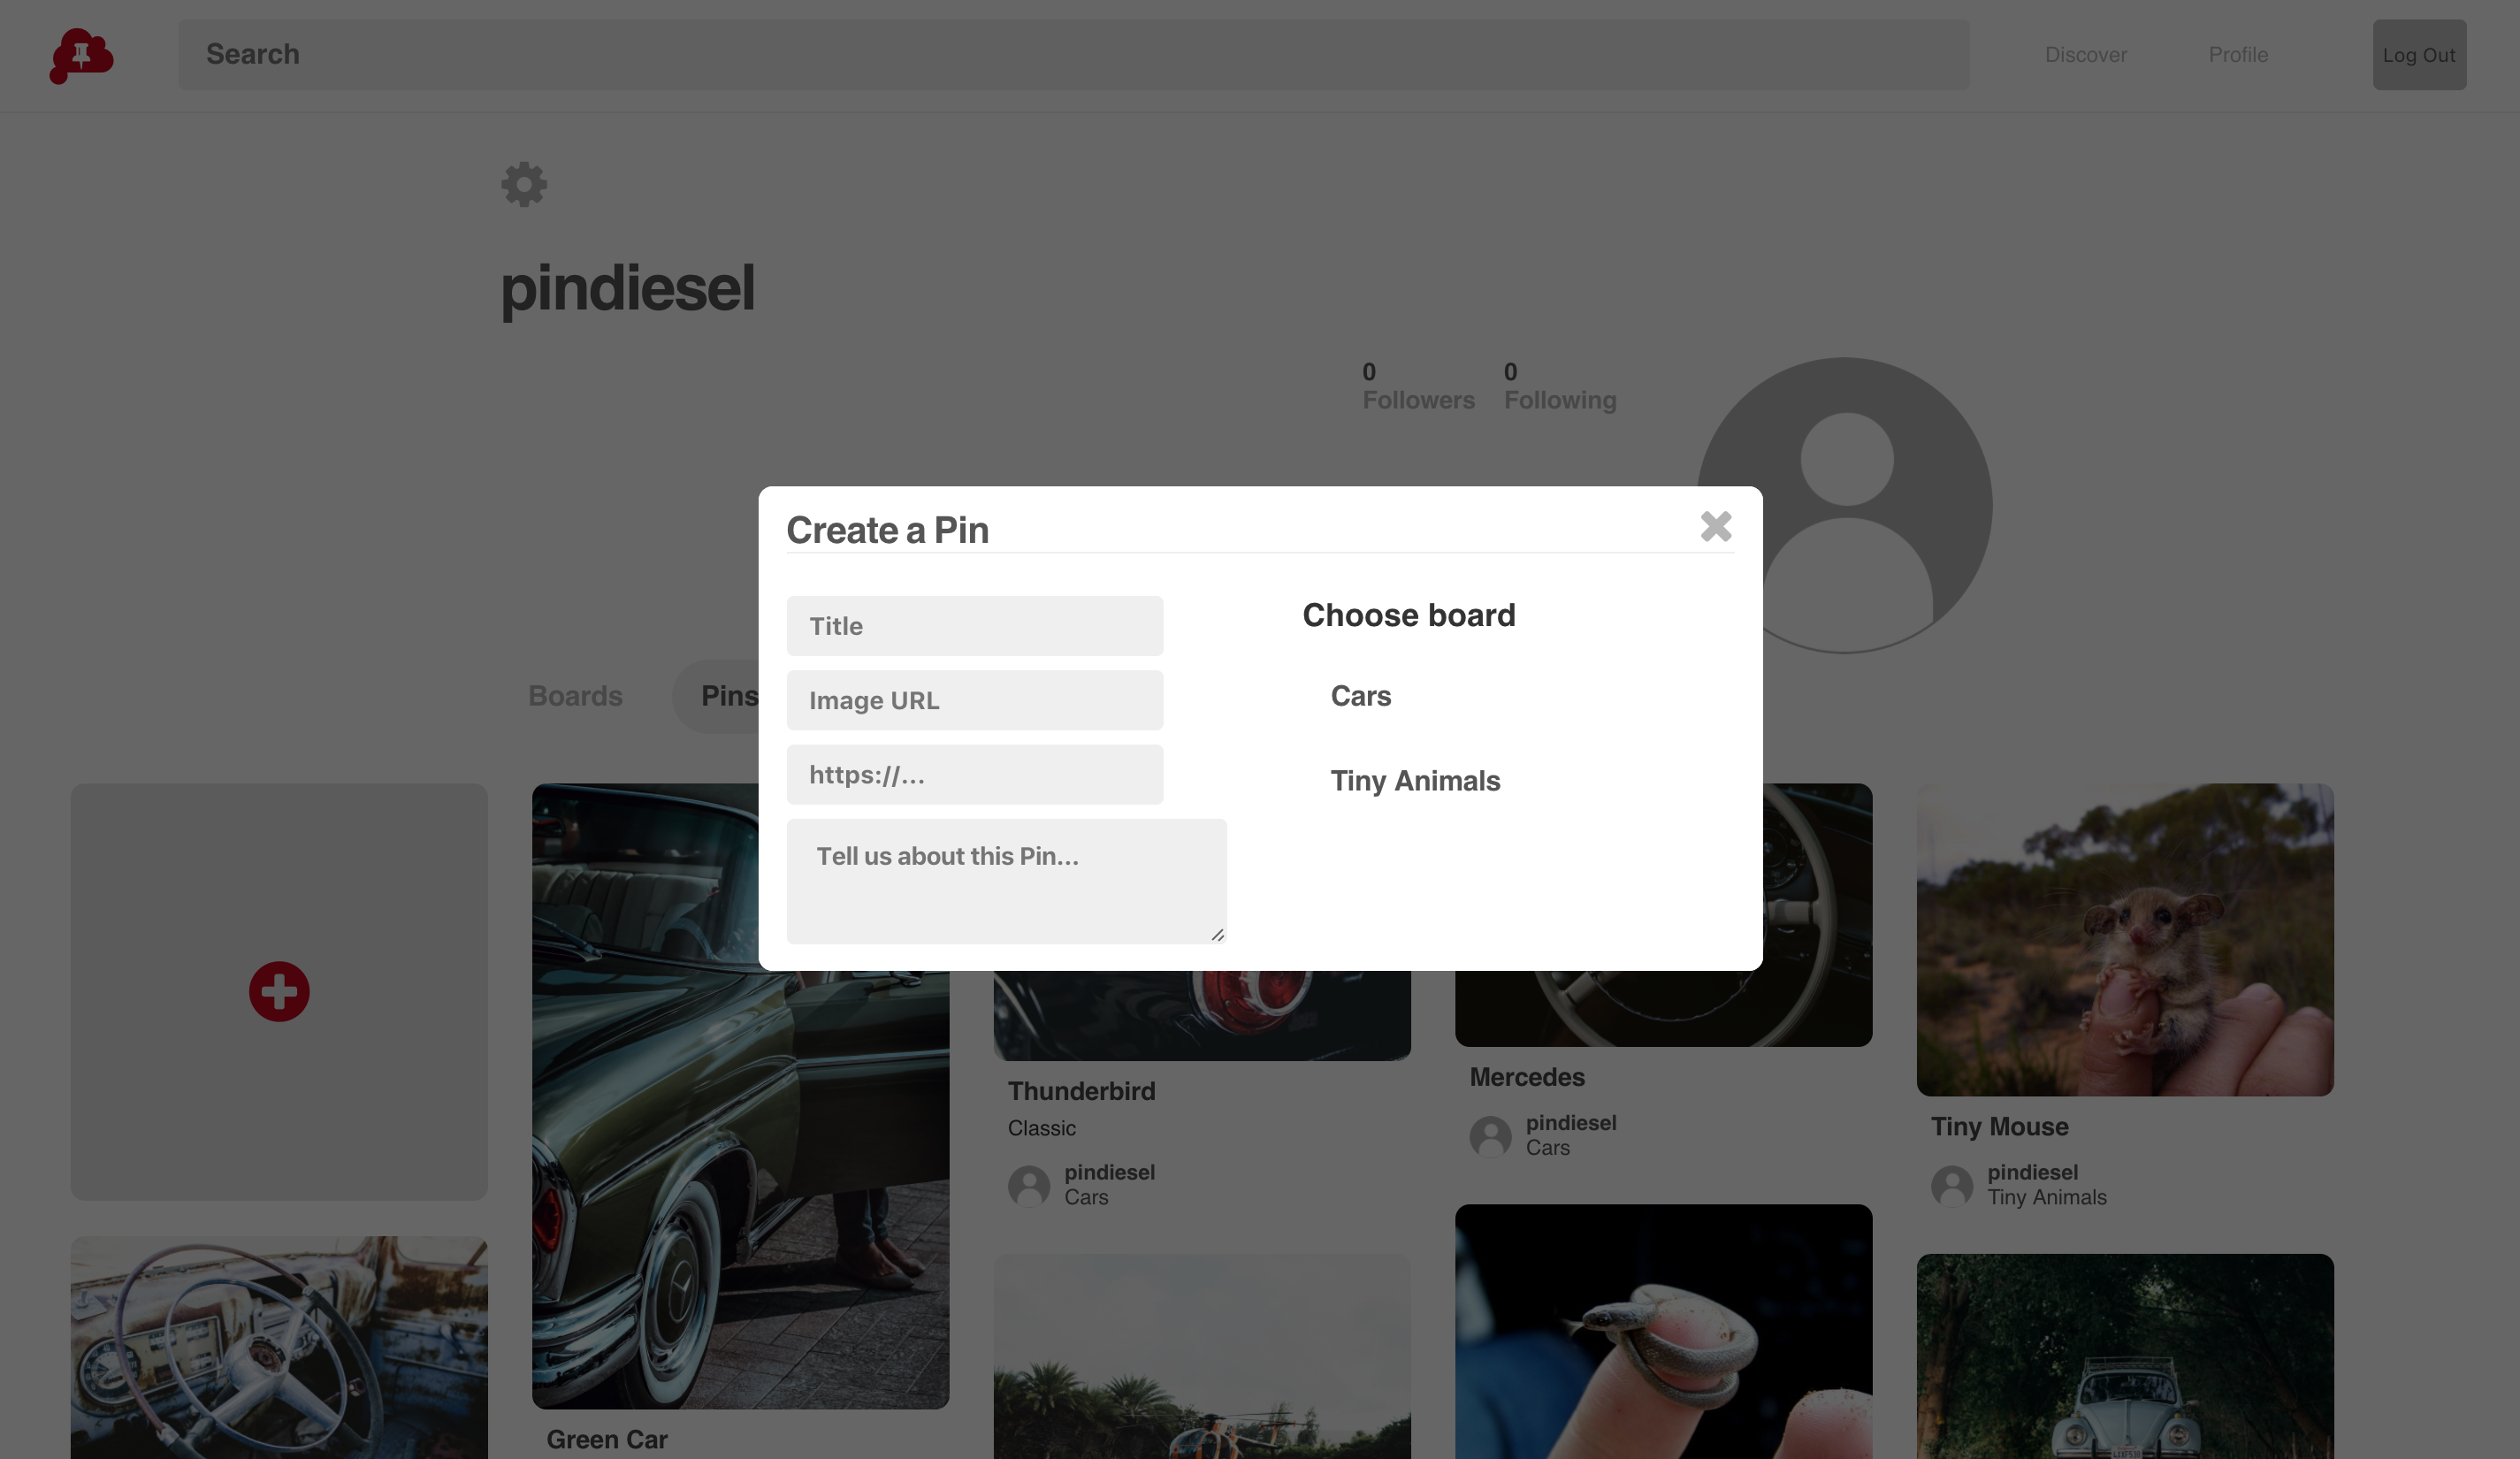 Search
Discover
Profile
Log Out
pindiesel
0
Followers
0
Following
Boards
Pins
Create a Pin
Title
Image URL
https://...
Tell us about this Pin...
Choose board
Cars
Tiny Animals
Thunderbird
Classic
pindiesel
Cars
Mercedes
pindiesel
Cars
Tiny Mouse
pindiesel
Tiny Animals
Green Car